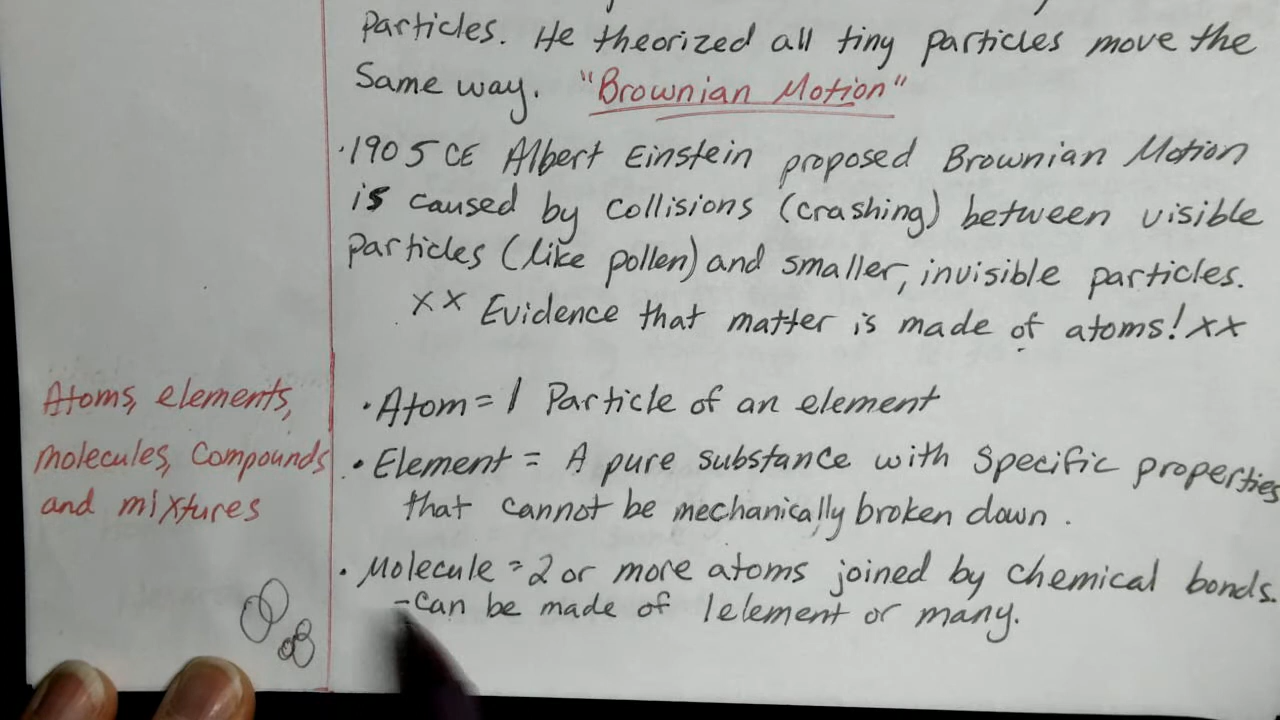 Particles. He theorized all tiny particles move the
Same way. "Brownian Motion"
·1905 CE Albert Einstein proposed Brownian Motion
is caused by collisions (crashing) between visible
particles (like pollen) and smaller, invisible particles.
xx Evidence that matter is made of atoms! xx
Atoms, elements,
molecules, Compounds
and mixtures
·Atom = 1 Particle of an element
·Element = A pure substance with Specific properties
that cannot be mechanically broken down.
·Molecule = 2 or more atoms joined by chemical bonds.
-Can be made of 1 element or many.